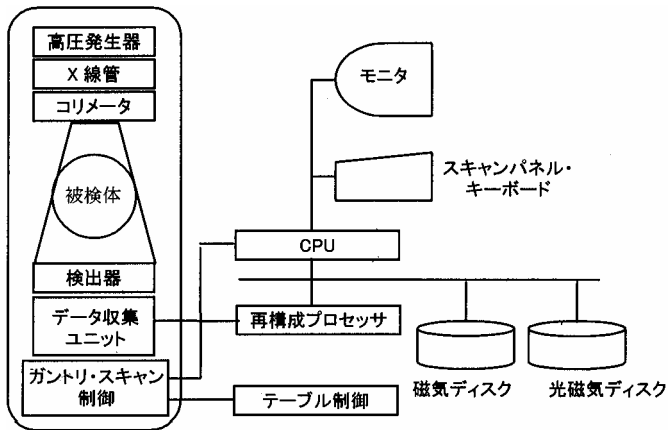 高圧発生器
X 線管
コリメータ
被検体
検出器
データ収集
ユニット
ガントリ・スキャン
制御
モニタ
スキャンパネル・
キーボード
CPU
再構成プロセッサ
テーブル制御
磁気ディスク
光磁気ディスク